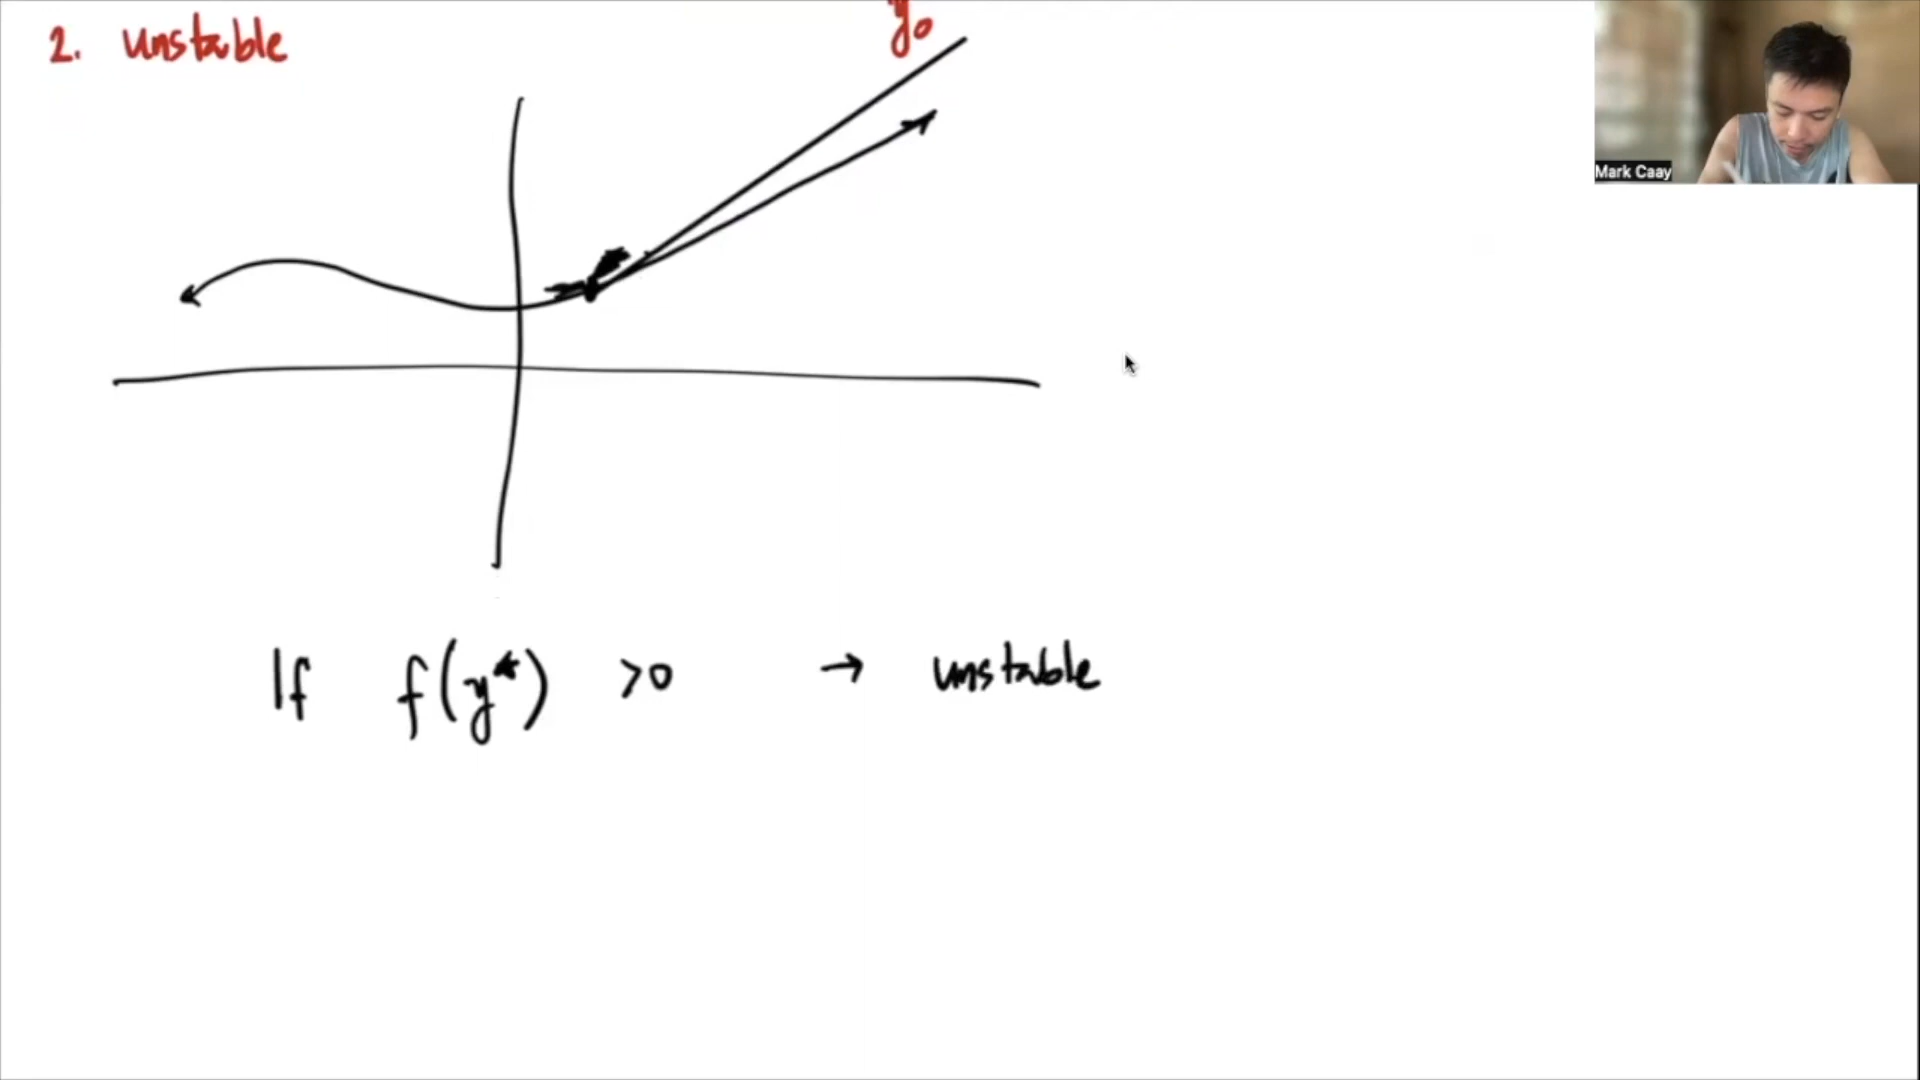 2. unstable
y₀
Mark Caay
If f(y*) >0 → unstable